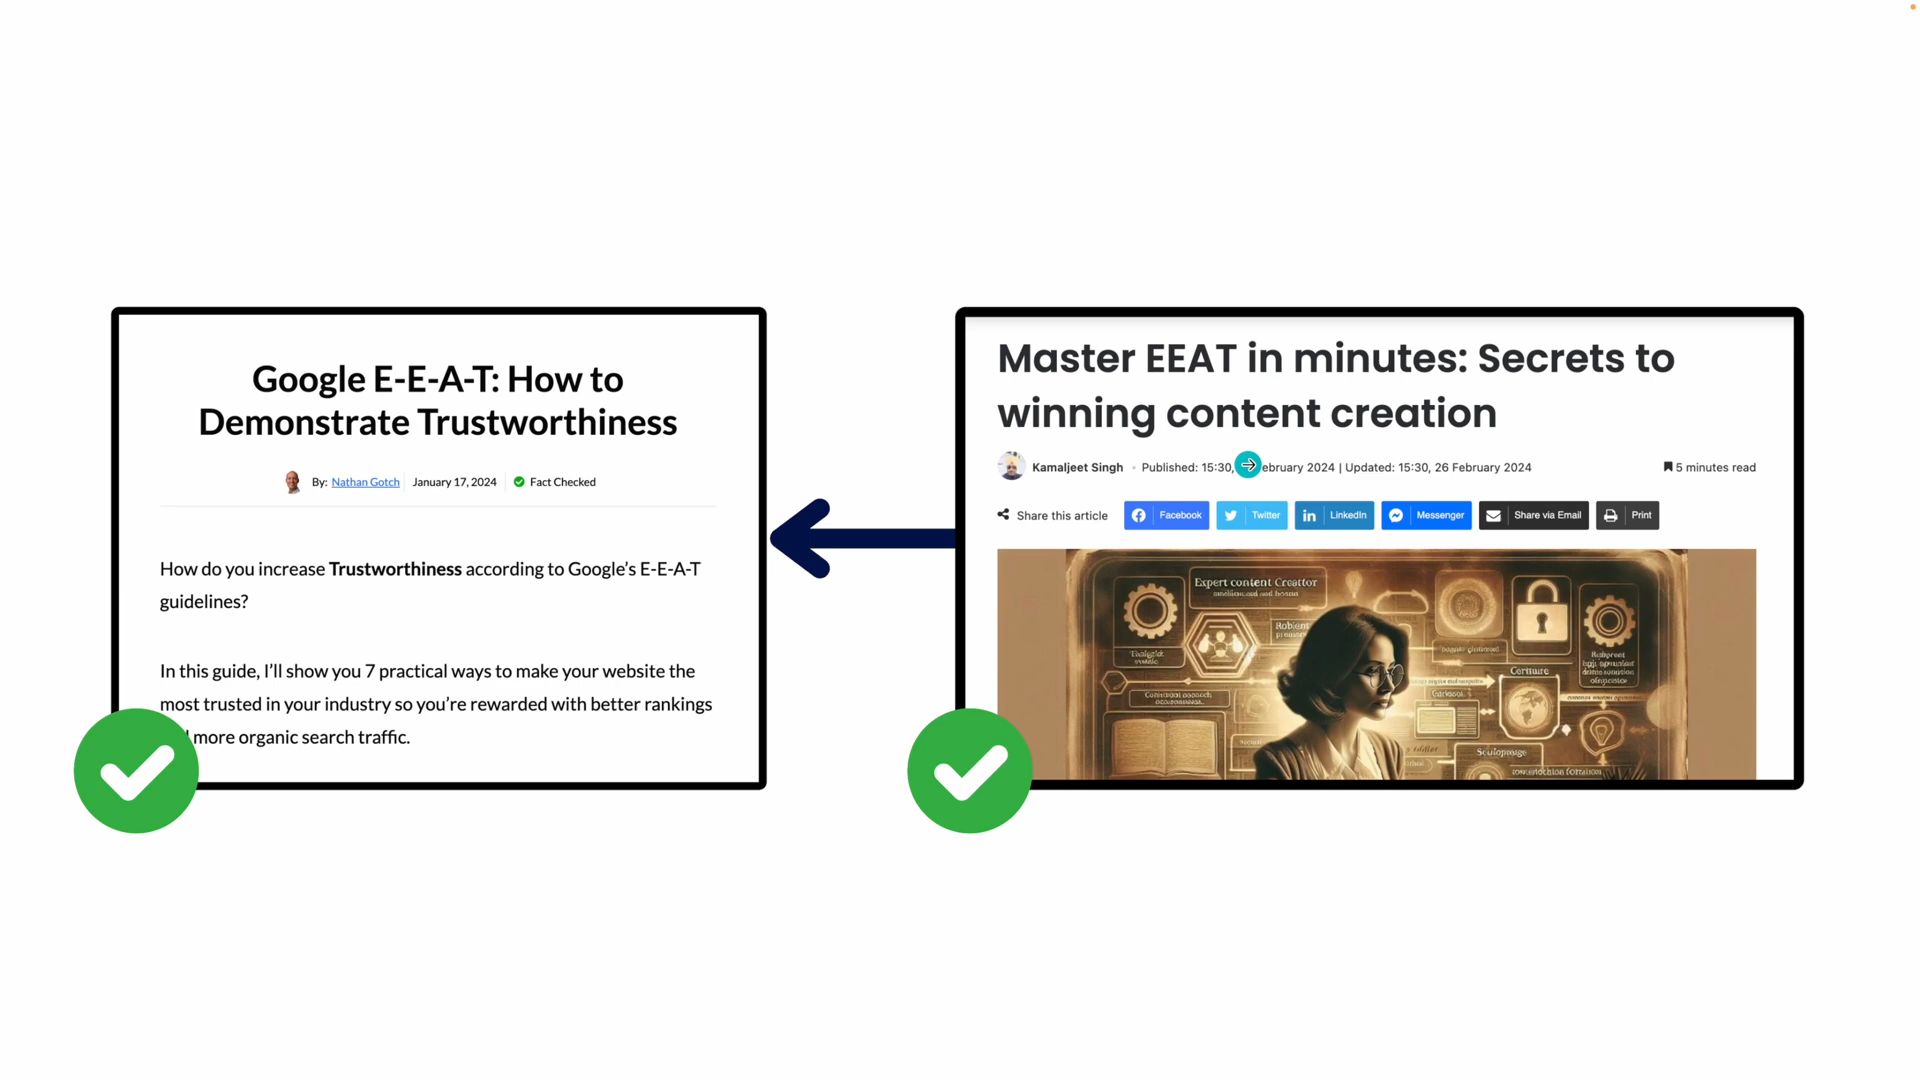 Google E-E-A-T: How to
Demonstrate Trustworthiness
By: Nathan Gotch January 17, 2024 Fact Checked
How do you increase Trustworthiness according to Google's E-E-A-T
guidelines?
In this guide, I'll show you 7 practical ways to make your website the
most trusted in your industry so you're rewarded with better rankings
more organic search traffic.
Master EEAT in minutes: Secrets to
winning content creation
Kamaljeet Singh • Published: 15:30, ebruary 2024 | Updated: 15:30, 26 February 2024
5 minutes read
Share this article Facebook Twitter LinkedIn Messenger Share via Email Print
Expert content Creattor